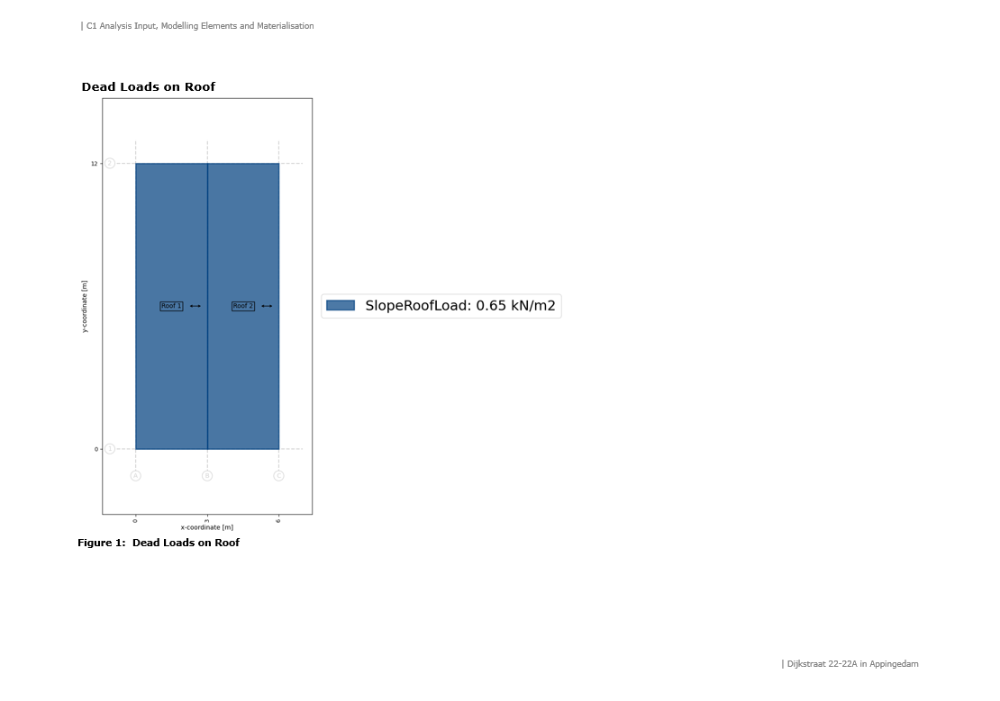 | C1 Analysis Input, Modelling Elements and Materialisation
Dead Loads on Roof
12
2
y-coordinate [m]
Roof 1
Roof 2
SlopeRoofLoad: 0.65 kN/m2
0
A
B
C
0
3
6
x-coordinate [m]
Figure 1: Dead Loads on Roof
| Dijkstraat 22-22A in Appingedam